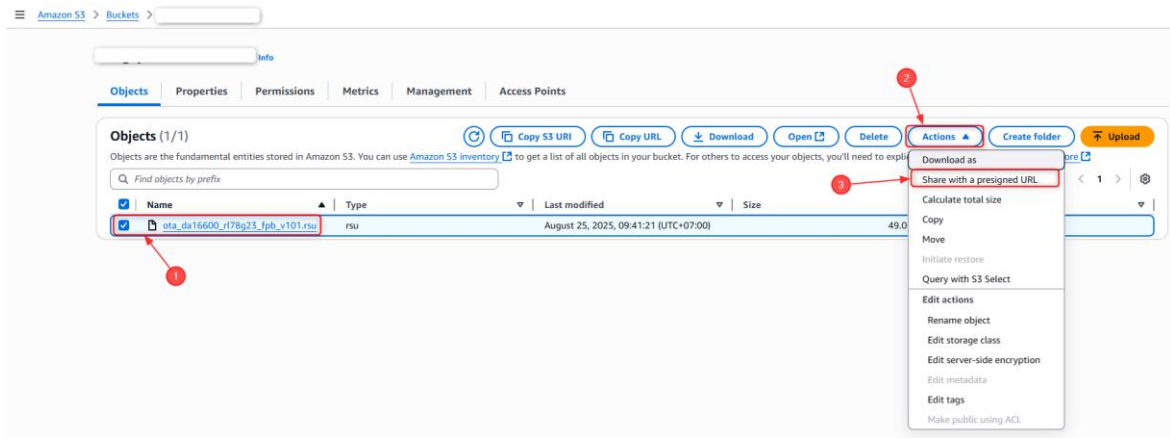 Amazon S3 > Buckets >
Info
Objects Properties Permissions Metrics Management Access Points
2
Objects (1/1) Copy S3 URI Copy URL Download Open Delete Actions Create folder Upload
Objects are the fundamental entities stored in Amazon S3. You can use Amazon S3 inventory to get a list of all objects in your bucket. For others to access your objects, you'll need to
Download as
Find objects by prefix
3
Share with a presigned URL
< 1 >
Calculate total size
Name Type Last modified Size
Copy
ota_da16600_rl78g23_fpb_v101.rsu rsu August 25, 2025, 09:41:21 (UTC+07:00) 49.0
Move
Initiate restore
1
Query with S3 Select
Edit actions
Rename object
Edit storage class
Edit server-side encryption
Edit metadata
Edit tags
Make public using ACL